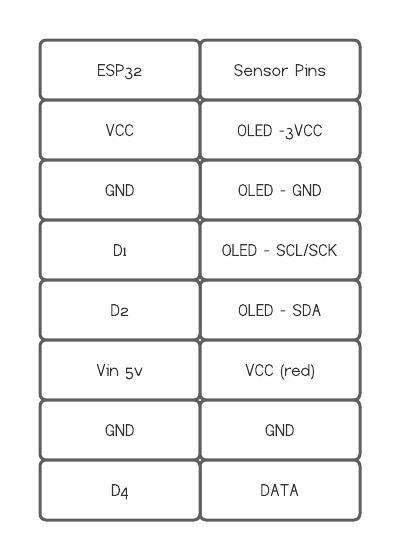 ESP32 Sensor Pins
VCC OLED -3VCC
GND OLED - GND
D1 OLED - SCL/SCK
D2 OLED - SDA
Vin 5v VCC (red)
GND GND
D4 DATA